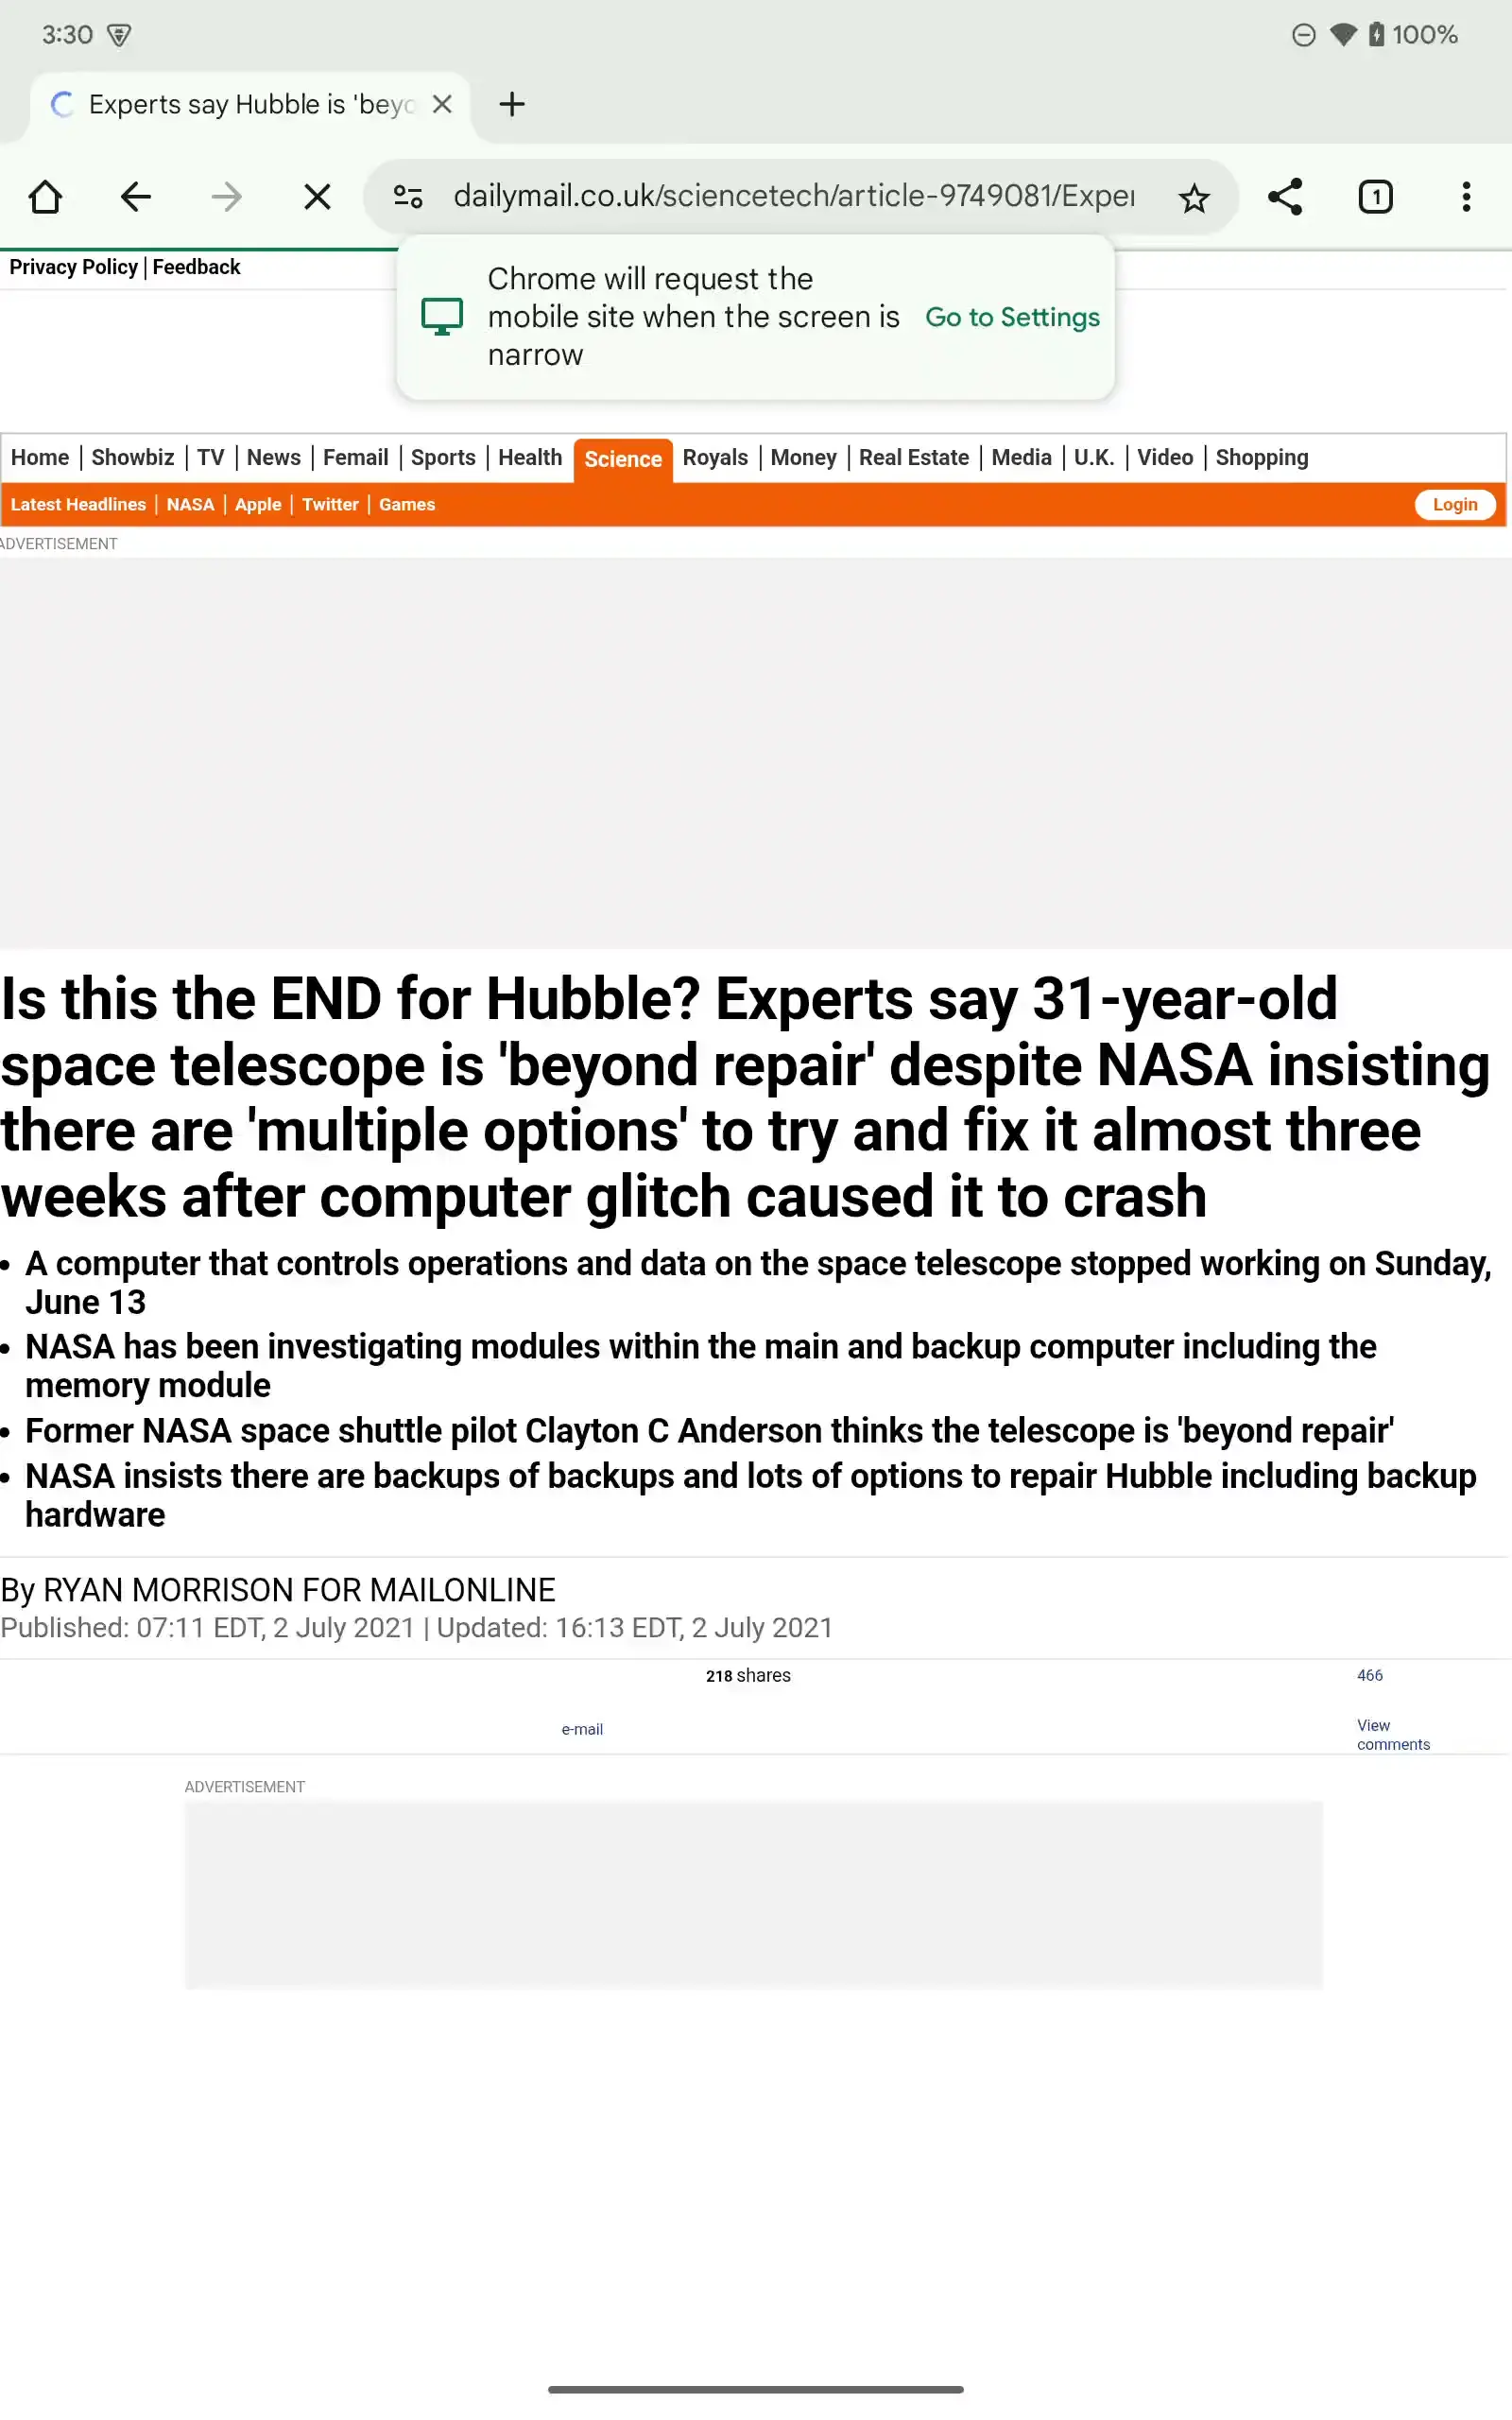 3:30
100%
Experts say Hubble is 'beyo
dailymail.co.uk/sciencetech/article-9749081/Exper
1
Privacy Policy | Feedback
Chrome will request the
mobile site when the screen is
narrow
Go to Settings
Home | Showbiz | TV | News | Femail | Sports | Health Science Royals | Money | Real Estate | Media | U.K. | Video | Shopping
Latest Headlines | NASA | Apple | Twitter | Games
Login
ADVERTISEMENT
Is this the END for Hubble? Experts say 31-year-old
space telescope is 'beyond repair' despite NASA insisting
there are 'multiple options' to try and fix it almost three
weeks after computer glitch caused it to crash
• A computer that controls operations and data on the space telescope stopped working on Sunday,
June 13
• NASA has been investigating modules within the main and backup computer including the
memory module
• Former NASA space shuttle pilot Clayton C Anderson thinks the telescope is 'beyond repair'
• NASA insists there are backups of backups and lots of options to repair Hubble including backup
hardware
By RYAN MORRISON FOR MAILONLINE
Published: 07:11 EDT, 2 July 2021 | Updated: 16:13 EDT, 2 July 2021
218 shares
466
e-mail
View
comments
ADVERTISEMENT